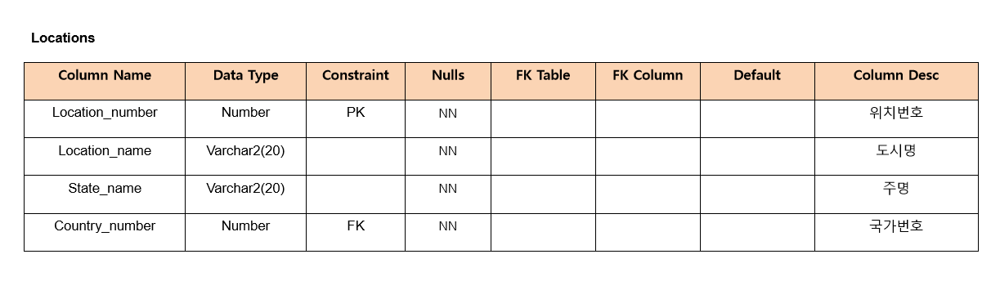 Locations
Column Name Data Type Constraint Nulls FK Table FK Column Default Column Desc
Location_number Number PK NN 위치번호
Location_name Varchar2(20) NN 도시명
State_name Varchar2(20) NN 주명
Country_number Number FK NN 국가번호